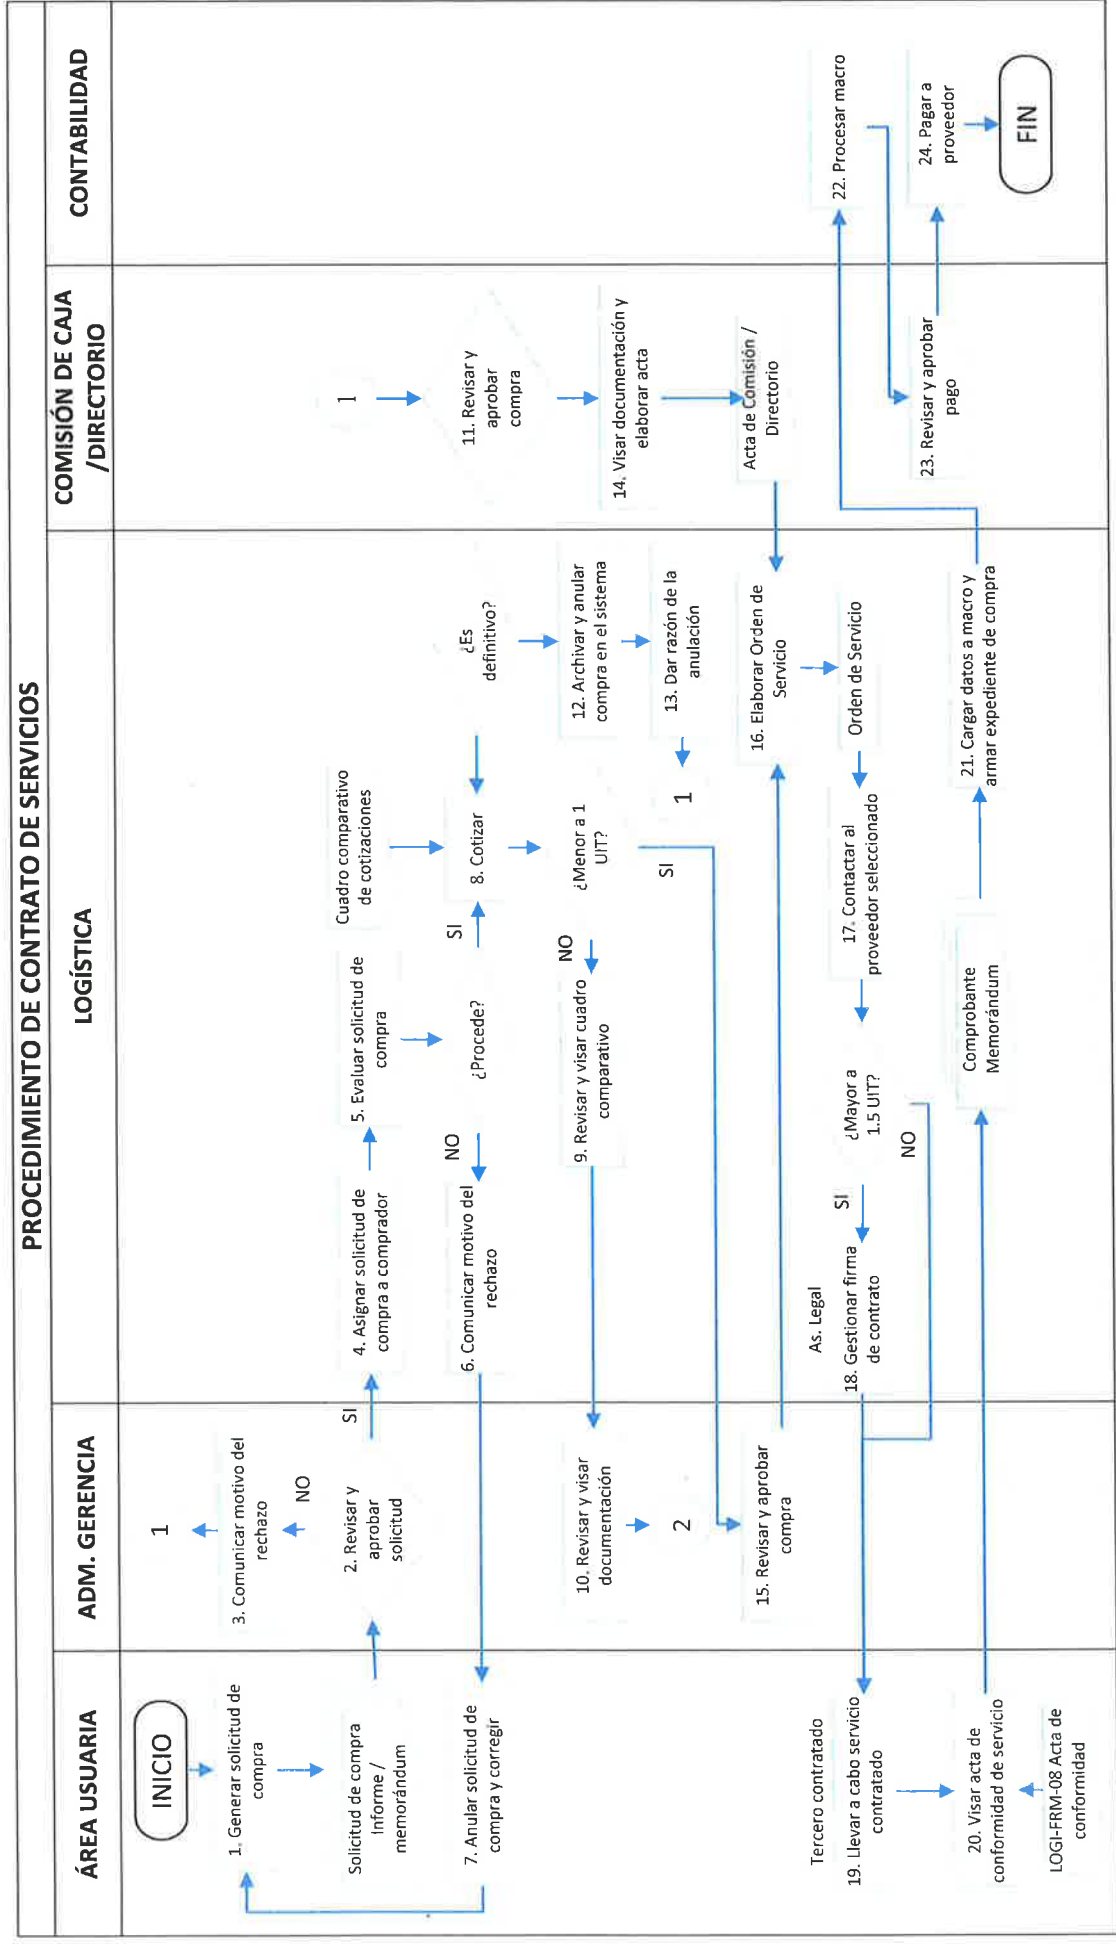 PROCEDIMIENTO DE CONTRATO DE SERVICIOS
ÁREA USUARIA
ADM. GERENCIA
LOGÍSTICA
COMISIÓN DE CAJA
/DIRECTORIO
CONTABILIDAD
INICIO
1. Generar solicitud de
compra
Solicitud de compra
Informe /
memorándum
7. Anular solicitud de
compra y corregir
Tercero contratado
19. Llevar a cabo servicio
contratado
20. Visar acta de
conformidad de servicio
LOGI-FRM-08 Acta de
conformidad
1
3. Comunicar motivo del
rechazo
NO
2. Revisar y
aprobar
solicitud
SI
10. Revisar y visar
documentación
2
15. Revisar y aprobar
compra
4. Asignar solicitud de
compra a comprador
5. Evaluar solicitud de
compra
Cuadro comparativo
de cotizaciones
6. Comunicar motivo del
rechazo
NO
¿Procede?
SI
8. Cotizar
¿Es
definitivo?
9. Revisar y visar cuadro
comparativo
NO
¿Menor a 1
UIT?
SI
12. Archivar y anular
compra en el sistema
13. Dar razón de la
anulación
1
16. Elaborar Orden de
Servicio
Orden de Servicio
17. Contactar al
proveedor seleccionado
¿Mayor a
1.5 UIT?
NO
SI
As. Legal
18. Gestionar firma
de contrato
Comprobante
Memorándum
21. Cargar datos a macro y
armar expediente de compra
1
11. Revisar y
aprobar
compra
14. Visar documentación y
elaborar acta
Acta de Comisión /
Directorio
23. Revisar y aprobar
pago
22. Procesar macro
24. Pagar a
proveedor
FIN